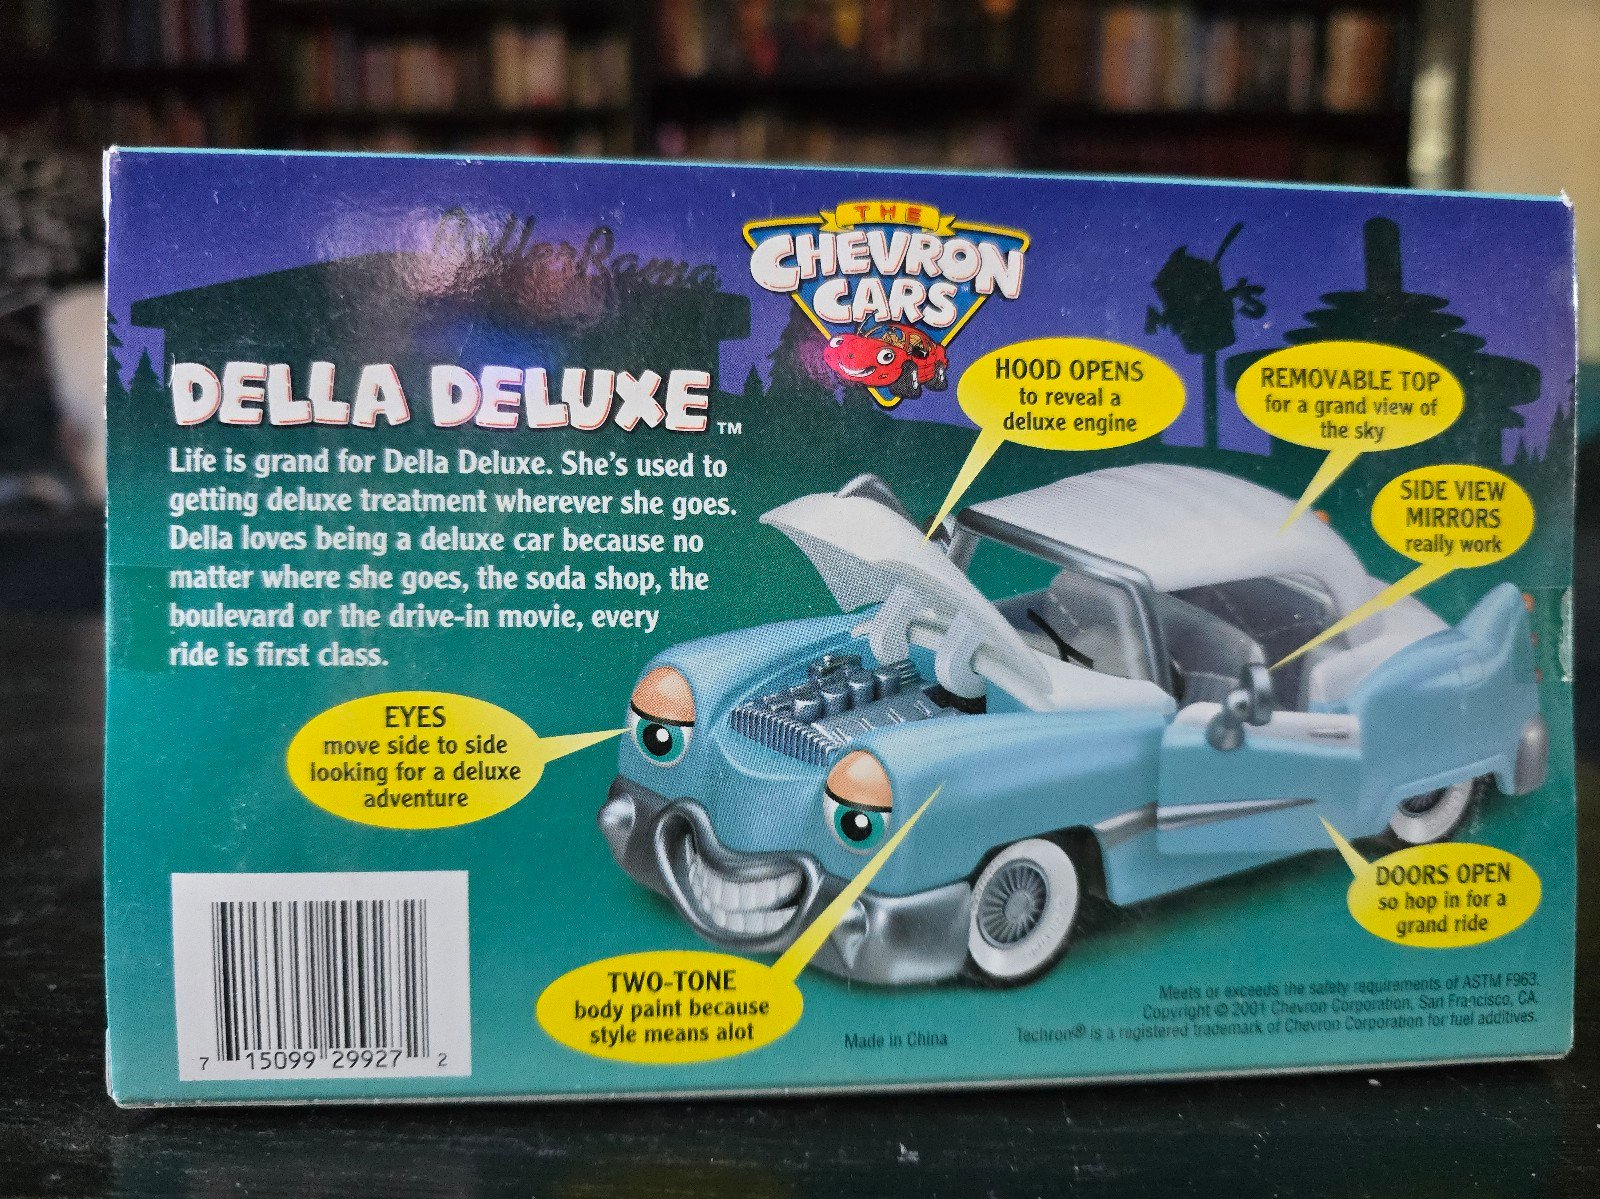 RollerRama
THE
CHEVRON
CARS
DELLA DELUXE™
Life is grand for Della Deluxe. She's used to
getting deluxe treatment wherever she goes.
Della loves being a deluxe car because no
matter where she goes, the soda shop, the
boulevard or the drive-in movie, every
ride is first class.
HOOD OPENS
to reveal a
deluxe engine
REMOVABLE TOP
for a grand view of
the sky
SIDE VIEW
MIRRORS
really work
EYES
move side to side
looking for a deluxe
adventure
DOORS OPEN
so hop in for a
grand ride
TWO-TONE
body paint because
style means alot
7 15099 29927 2
Made in China
Meets or exceeds the safety requirements of ASTM F963.
Copyright © 2001 Chevron Corporation, San Francisco, CA.
Techron® is a registered trademark of Chevron Corporation for fuel additives.